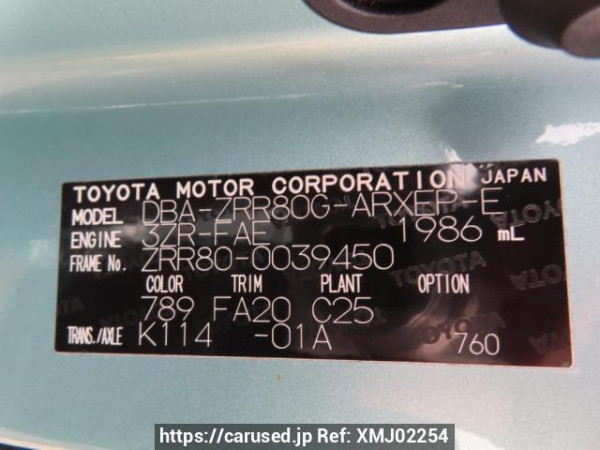 TOYOTA MOTOR CORPORATION JAPAN
MODEL DBA-ZRR80G-ARXEP-E
ENGINE 3ZR-FAE 1986 mL
FRAME No. ZRR80-0039450
COLOR TRIM PLANT OPTION
789 FA20 C25
TRANS./AXLE K114 -01A 760
https://carused.jp Ref: XMJ02254